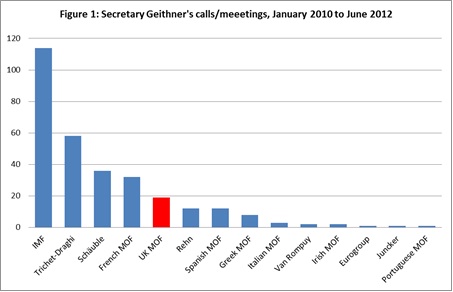 Figure 1: Secretary Geithner's calls/meeetings, January 2010 to June 2012
120
100
80
60
40
20
0
IMF
Trichet-Draghi
Schäuble
French MOF
UK MOF
Rehn
Spanish MOF
Greek MOF
Italian MOF
Van Rompuy
Irish MOF
Eurogroup
Juncker
Portuguese MOF